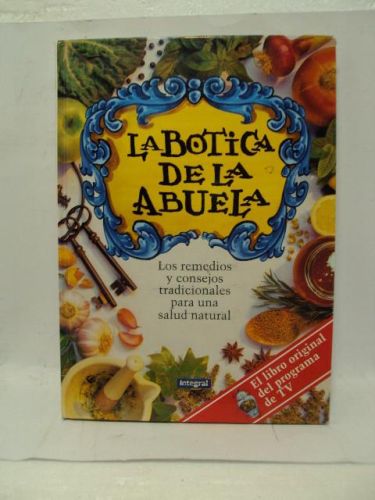 LA BOTICA
DE LA
ABUELA
Los remedios
y consejos
tradicionales
para una
salud natural
integral
El libro original
del programa
de TV